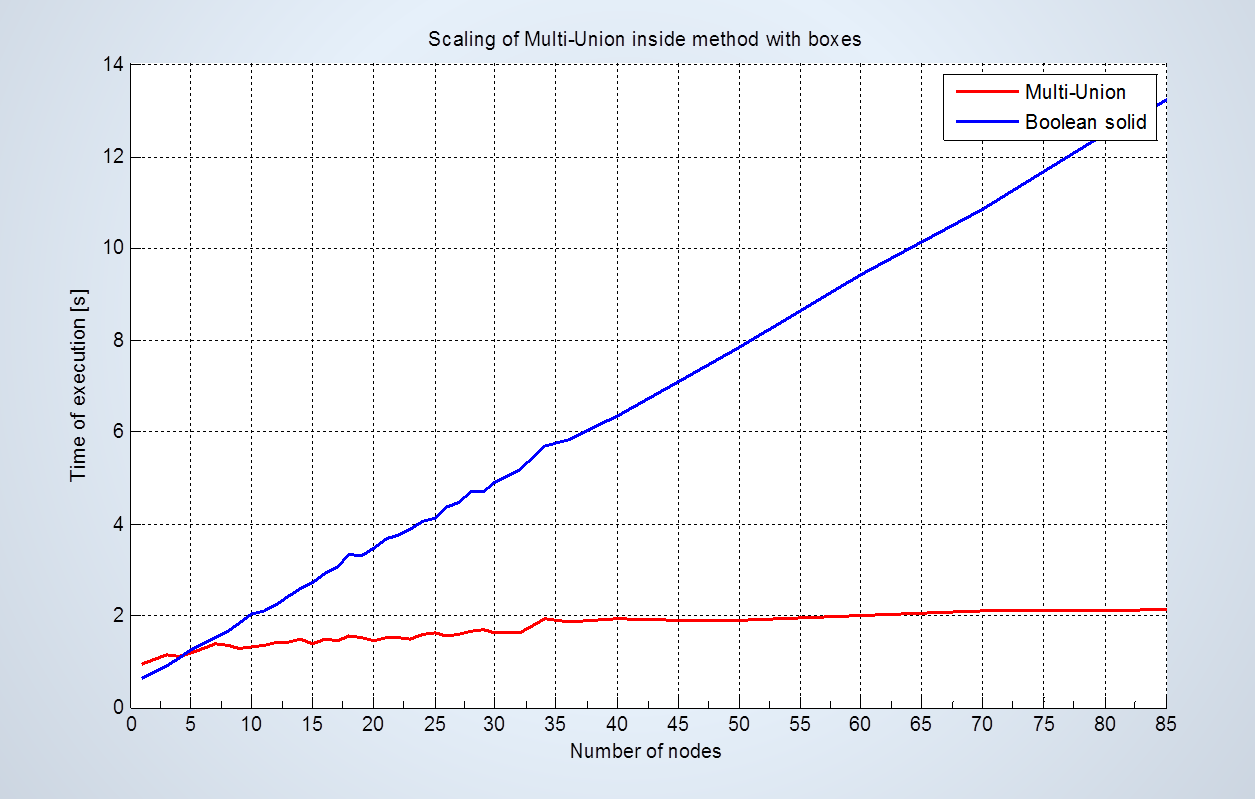 Scaling of Multi-Union inside method with boxes
14
Multi-Union
Boolean solid
12
10
8
6
4
2
0
Time of execution [s]
0 5 10 15 20 25 30 35 40 45 50 55 60 65 70 75 80 85
Number of nodes